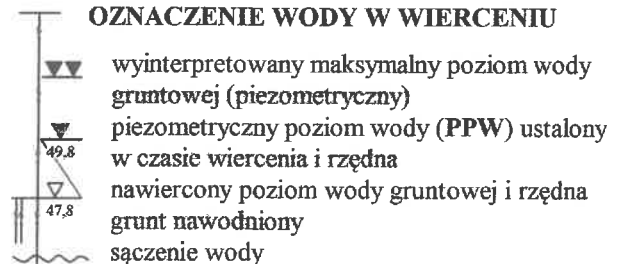 OZNACZENIE WODY W WIERCENIU
wyinterpretowany maksymalny poziom wody
gruntowej (piezometryczny)
piezometryczny poziom wody (PPW) ustalony
49,8
w czasie wiercenia i rzędna
nawiercony poziom wody gruntowej i rzędna
47,8
grunt nawodniony
sączenie wody